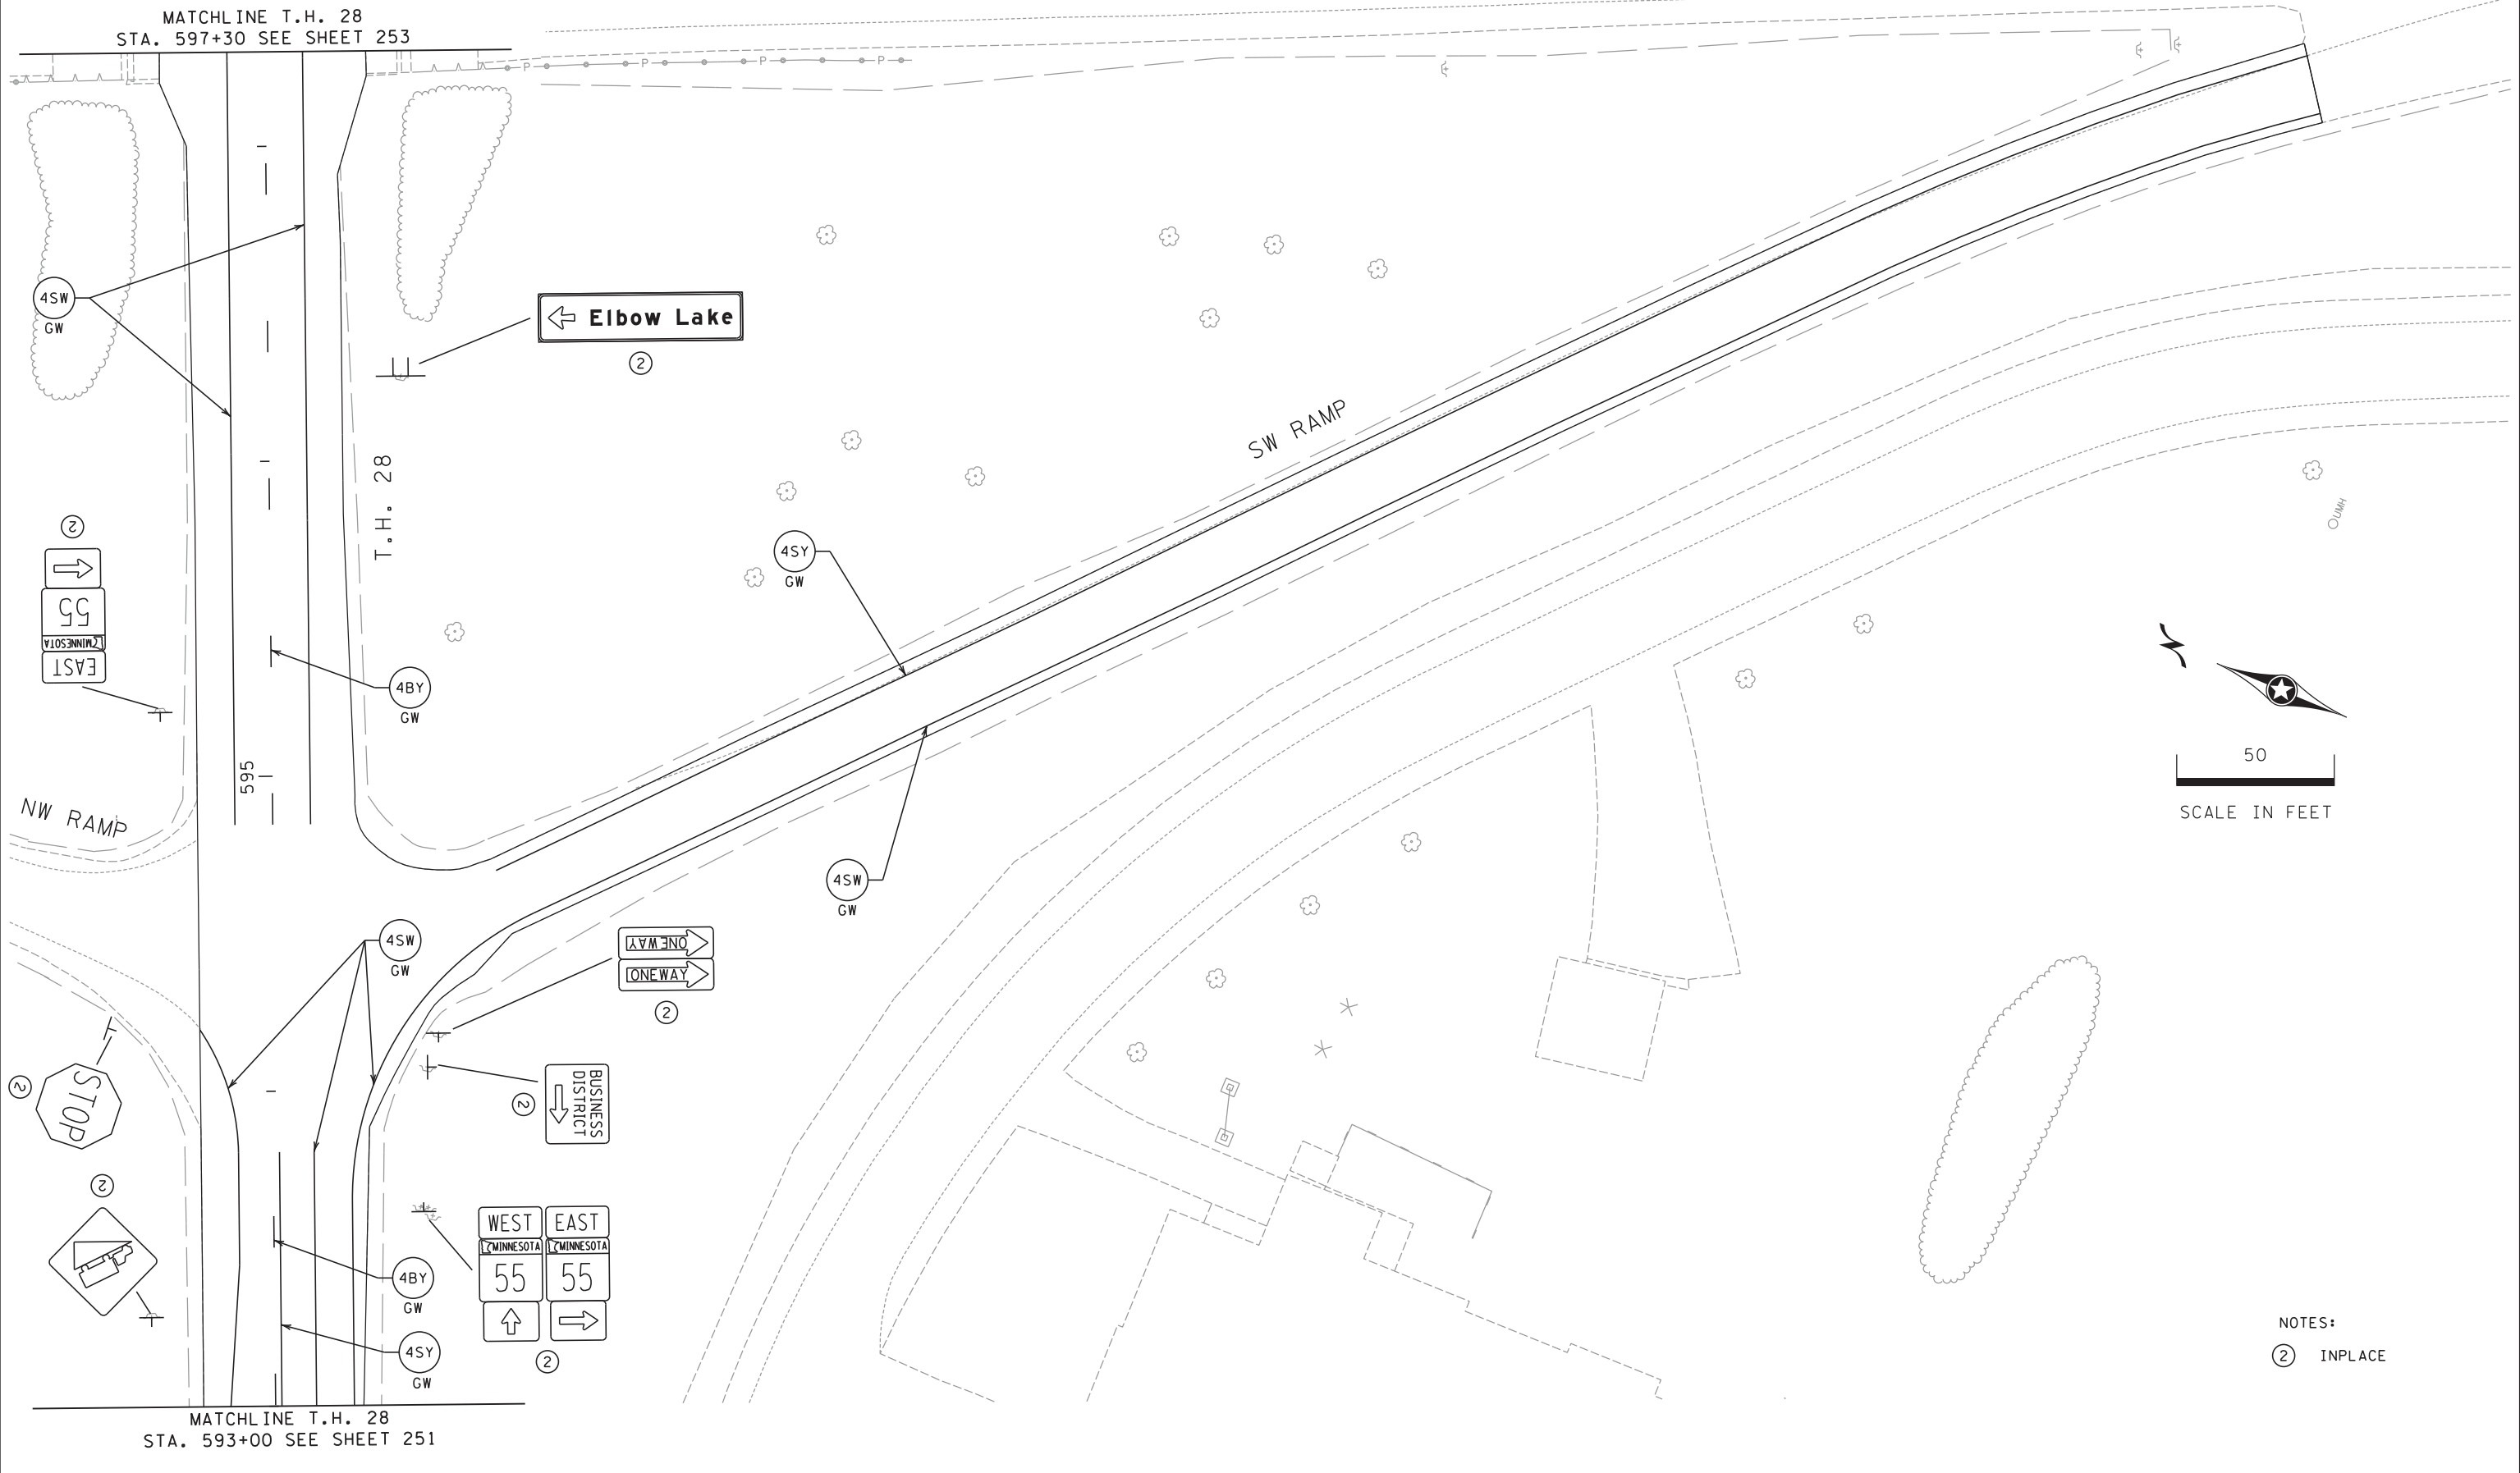 MATCHLINE T.H. 28
STA. 597+30 SEE SHEET 253
P
P
P
P
4SW
GW
← Elbow Lake
2
T.H. 28
SW RAMP
2
55
MINNESOTA
EAST
4SY
GW
UMH
4BY
GW
595
50
SCALE IN FEET
NW RAMP
4SW
GW
4SW
GW
ONE WAY
ONEWAY
2
STOP
2
BUSINESS
DISTRICT
2
2
WEST
MINNESOTA
55
EAST
MINNESOTA
55
2
4BY
GW
4SY
GW
NOTES:
2 INPLACE
MATCHLINE T.H. 28
STA. 593+00 SEE SHEET 251